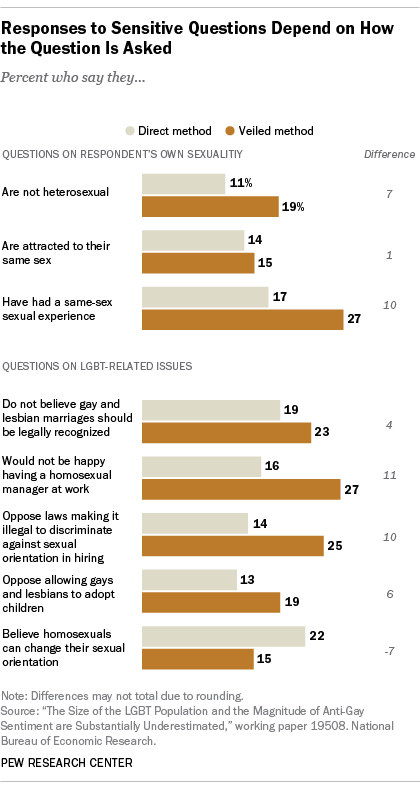 Responses to Sensitive Questions Depend on How
the Question Is Asked
Percent who say they...
Direct method Veiled method
QUESTIONS ON RESPONDENT'S OWN SEXUALITIY Difference
Are not heterosexual 11% 19% 7
Are attracted to their
same sex 14 15 1
Have had a same-sex
sexual experience 17 27 10
QUESTIONS ON LGBT-RELATED ISSUES
Do not believe gay and
lesbian marriages should
be legally recognized 19 23 4
Would not be happy
having a homosexual
manager at work 16 27 11
Oppose laws making it
illegal to discriminate
against sexual
orientation in hiring 14 25 10
Oppose allowing gays
and lesbians to adopt
children 13 19 6
Believe homosexuals
can change their sexual
orientation 22 15 -7
Note: Differences may not total due to rounding.
Source: “The Size of the LGBT Population and the Magnitude of Anti-Gay
Sentiment are Substantially Underestimated,” working paper 19508. National
Bureau of Economic Research.
PEW RESEARCH CENTER